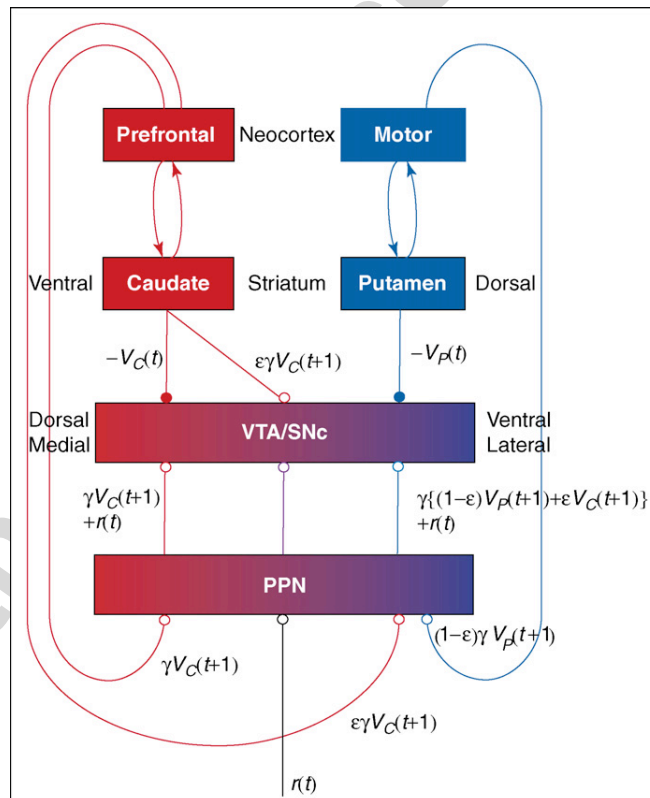 Prefrontal Neocortex Motor
Ventral Caudate Striatum Putamen Dorsal
−V_C(t) εγV_C(t+1) −V_P(t)
Dorsal Medial VTA/SNc Ventral Lateral
γV_C(t+1)
+r(t)
γ{(1−ε)V_P(t+1)+εV_C(t+1)}
+r(t)
PPN
γV_C(t+1) (1−ε)γ V_P(t+1)
εγV_C(t+1)
r(t)